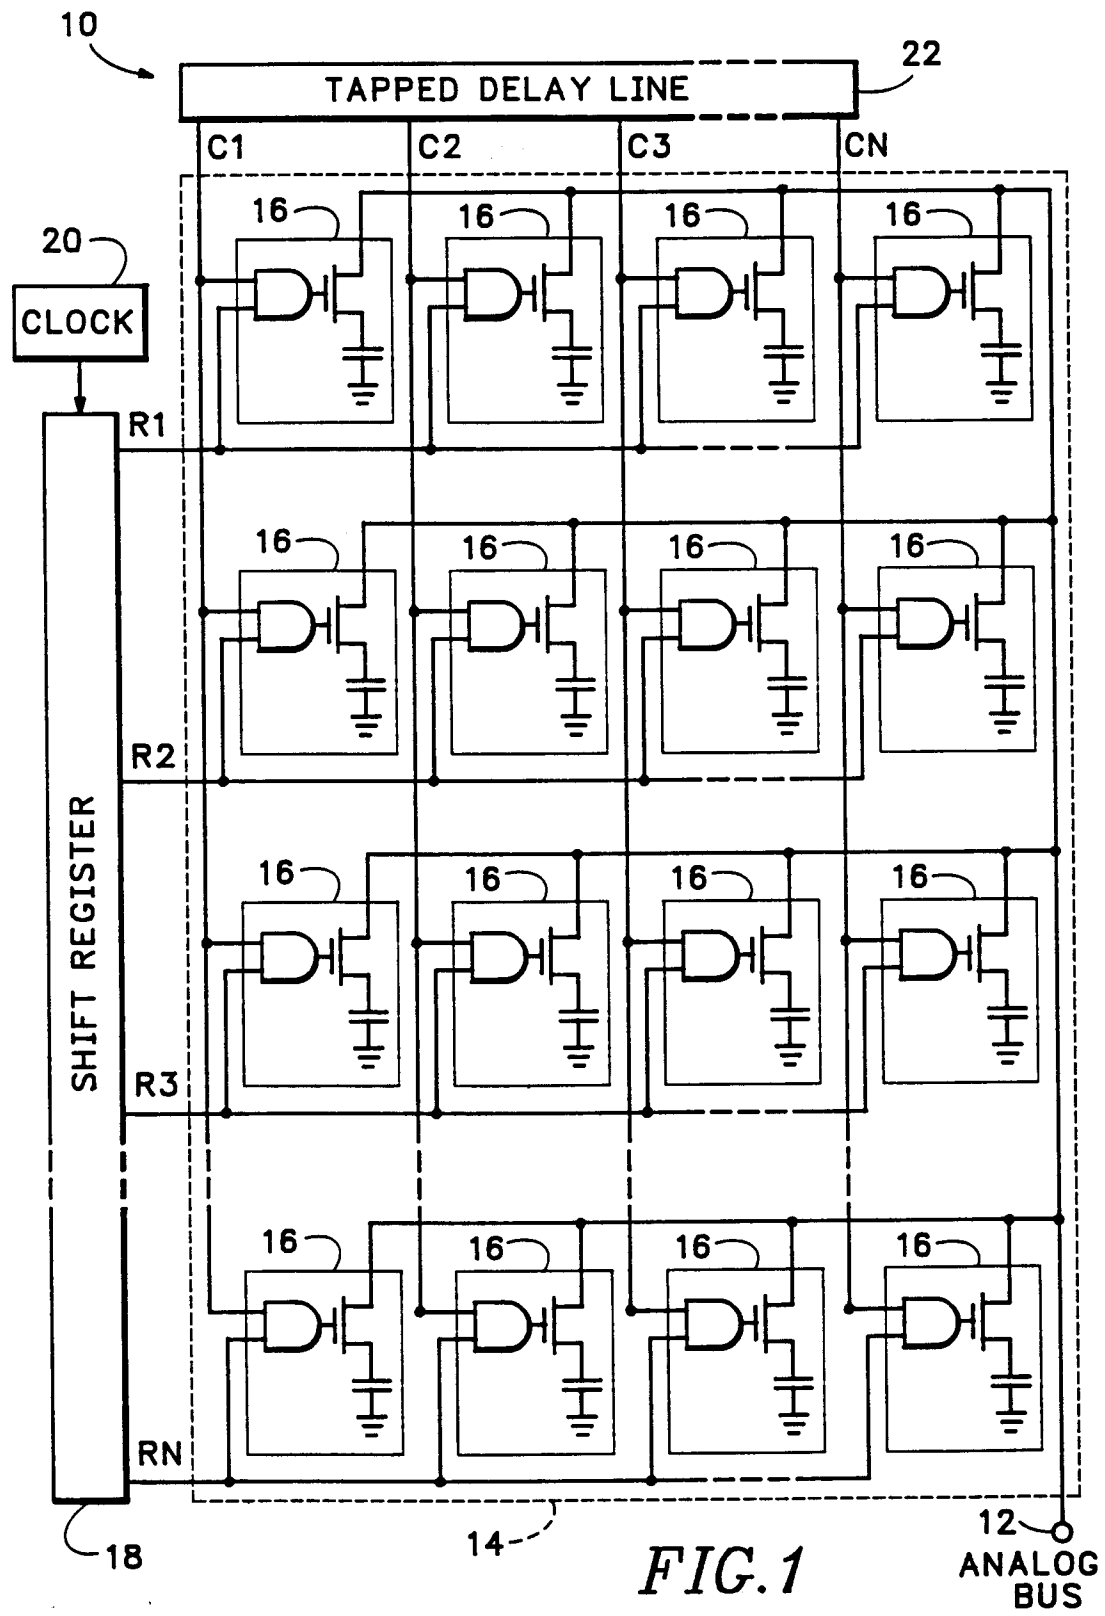 10
22
TAPPED DELAY LINE
C1 C2 C3 CN
16 16 16 16
20
CLOCK
R1
16 16 16 16
R2
SHIFT REGISTER
16 16 16 16
R3
16 16 16 16
RN
18
14
12
ANALOG
BUS
FIG.1